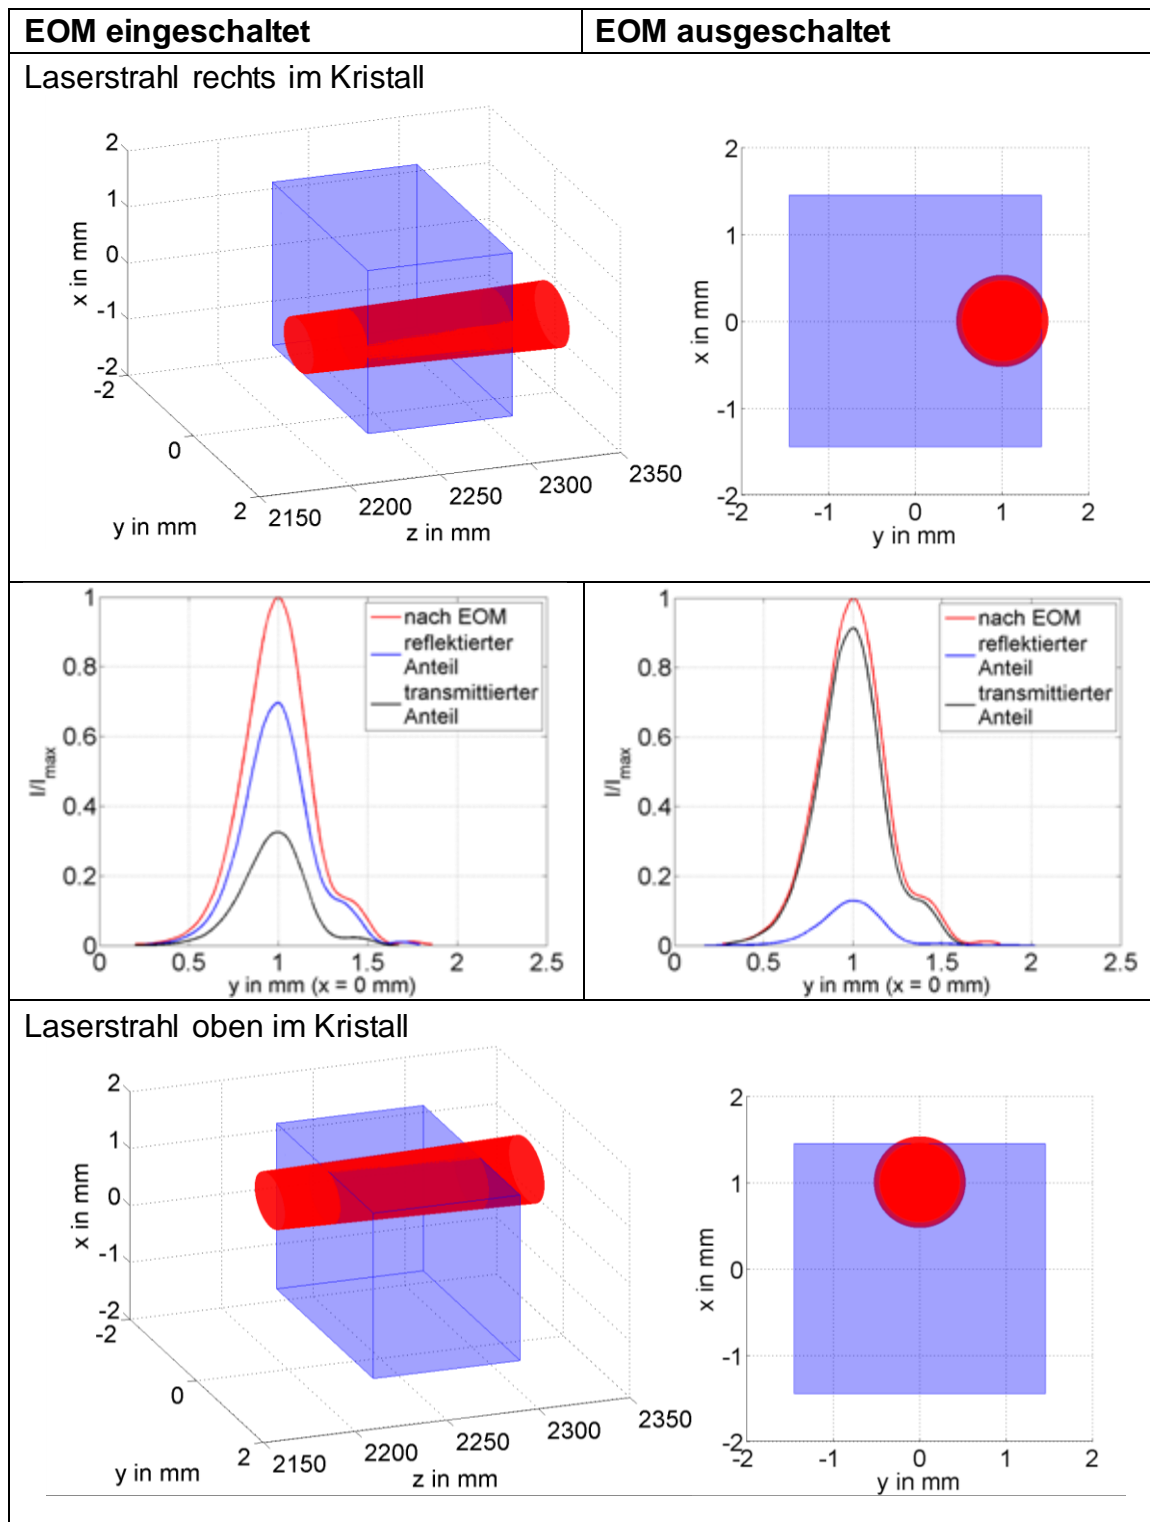 EOM eingeschaltet
EOM ausgeschaltet
Laserstrahl rechts im Kristall
2
1
0
-1
-2
x in mm
-2
0
2
y in mm
2150
2200
2250
2300
2350
z in mm
2
1
0
-1
-2
x in mm
-2
-1
0
1
2
y in mm
1
0.8
0.6
0.4
0.2
0
I/Imax
nach EOM
reflektierter
Anteil
transmittierter
Anteil
0
0.5
1
1.5
2
2.5
y in mm (x = 0 mm)
1
0.8
0.6
0.4
0.2
0
I/Imax
nach EOM
reflektierter
Anteil
transmittierter
Anteil
0
0.5
1
1.5
2
2.5
y in mm (x = 0 mm)
Laserstrahl oben im Kristall
2
1
0
-1
-2
x in mm
-2
0
2
y in mm
2150
2200
2250
2300
2350
z in mm
2
1
0
-1
-2
x in mm
-2
-1
0
1
2
y in mm